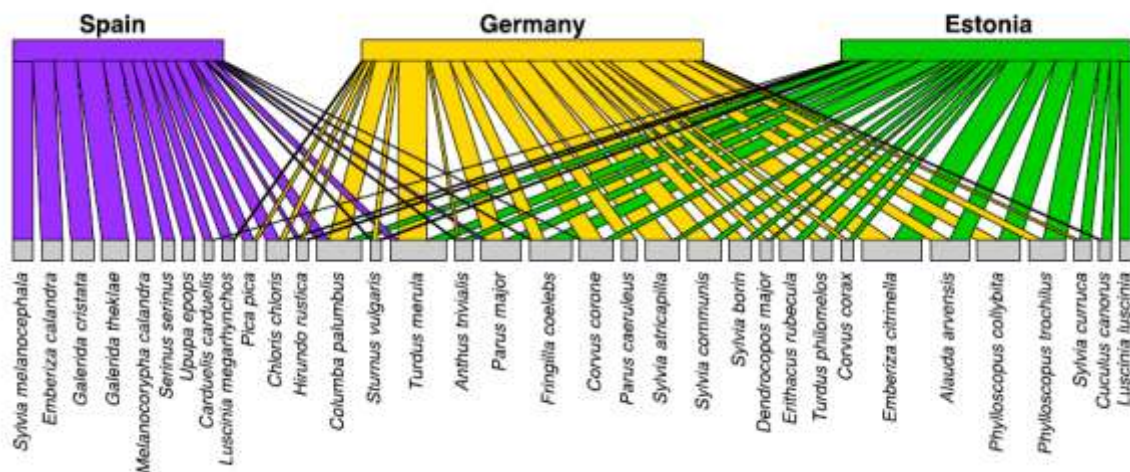 Spain
Germany
Estonia
Sylvia melanocephala
Emberiza calandra
Galerida cristata
Galerida theklae
Melanocorypha calandra
Serinus serinus
Upupa epops
Carduelis carduelis
Luscinia megarhynchos
Pica pica
Chloris chloris
Hirundo rustica
Columba palumbus
Sturnus vulgaris
Turdus merula
Anthus trivialis
Parus major
Fringilla coelebs
Corvus corone
Parus caeruleus
Sylvia atricapilla
Sylvia communis
Sylvia borin
Dendrocopos major
Erithacus rubecula
Turdus philomelos
Corvus corax
Emberiza citrinella
Alauda arvensis
Phylloscopus collybita
Phylloscopus trochilus
Sylvia curruca
Cuculus canorus
Luscinia luscinia